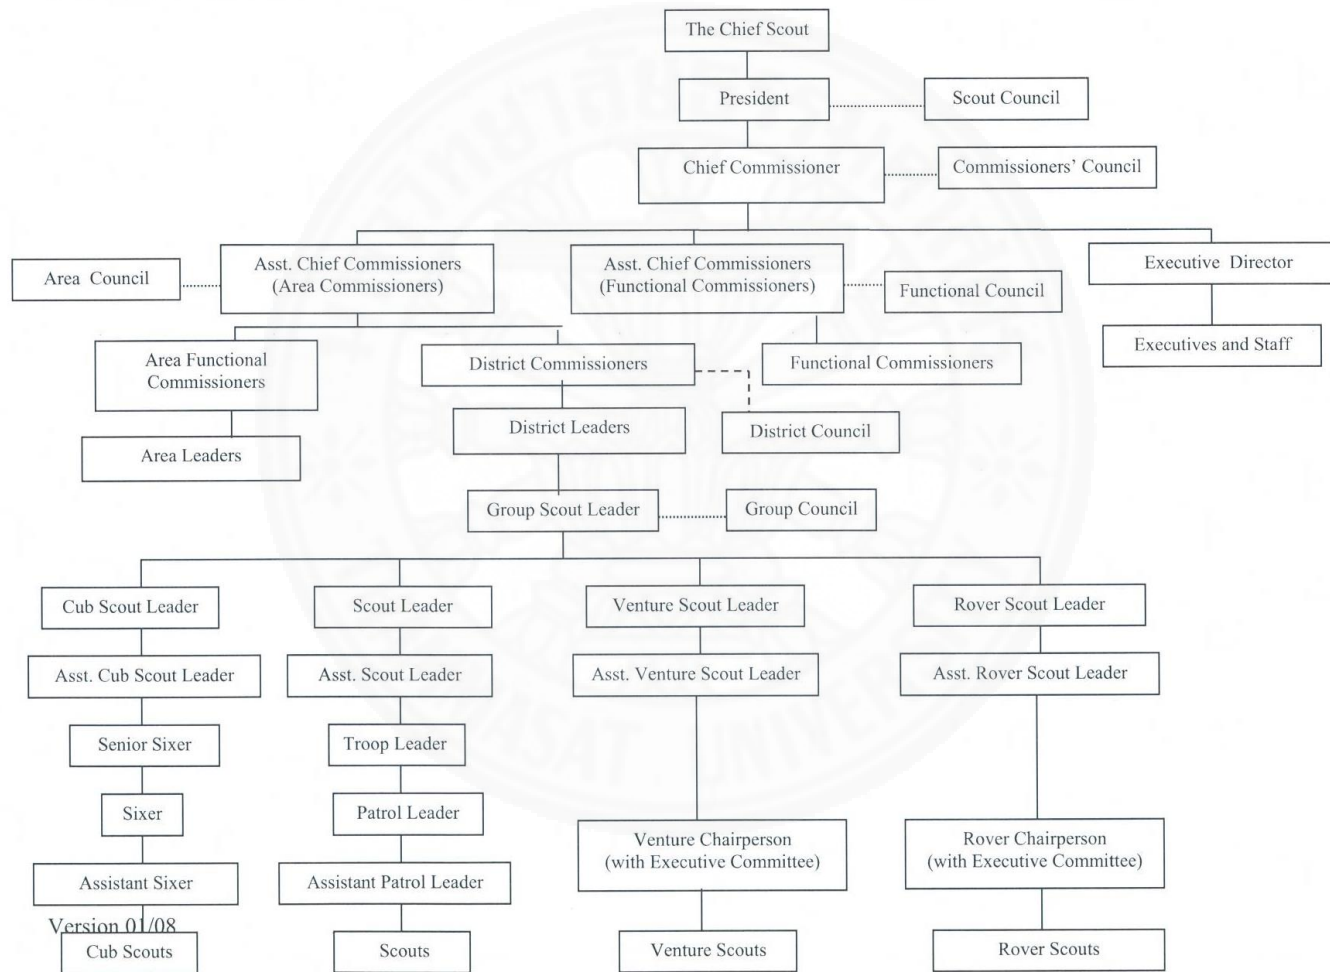 The Chief Scout
President
Scout Council
Chief Commissioner
Commissioners' Council
Area Council
Asst. Chief Commissioners
(Area Commissioners)
Asst. Chief Commissioners
(Functional Commissioners)
Functional Council
Executive Director
Area Functional
Commissioners
District Commissioners
Functional Commissioners
Executives and Staff
Area Leaders
District Leaders
District Council
Group Scout Leader
Group Council
Cub Scout Leader
Scout Leader
Venture Scout Leader
Rover Scout Leader
Asst. Cub Scout Leader
Asst. Scout Leader
Asst. Venture Scout Leader
Asst. Rover Scout Leader
Senior Sixer
Troop Leader
Sixer
Patrol Leader
Venture Chairperson
(with Executive Committee)
Rover Chairperson
(with Executive Committee)
Assistant Sixer
Assistant Patrol Leader
Version 01/08
Cub Scouts
Scouts
Venture Scouts
Rover Scouts